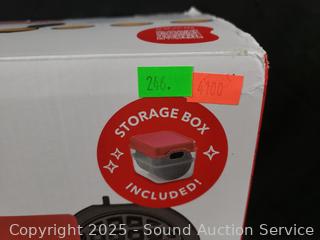 246.
4100
STORAGE BOX
INCLUDED!
Copyright 2025 - Sound Auction Service